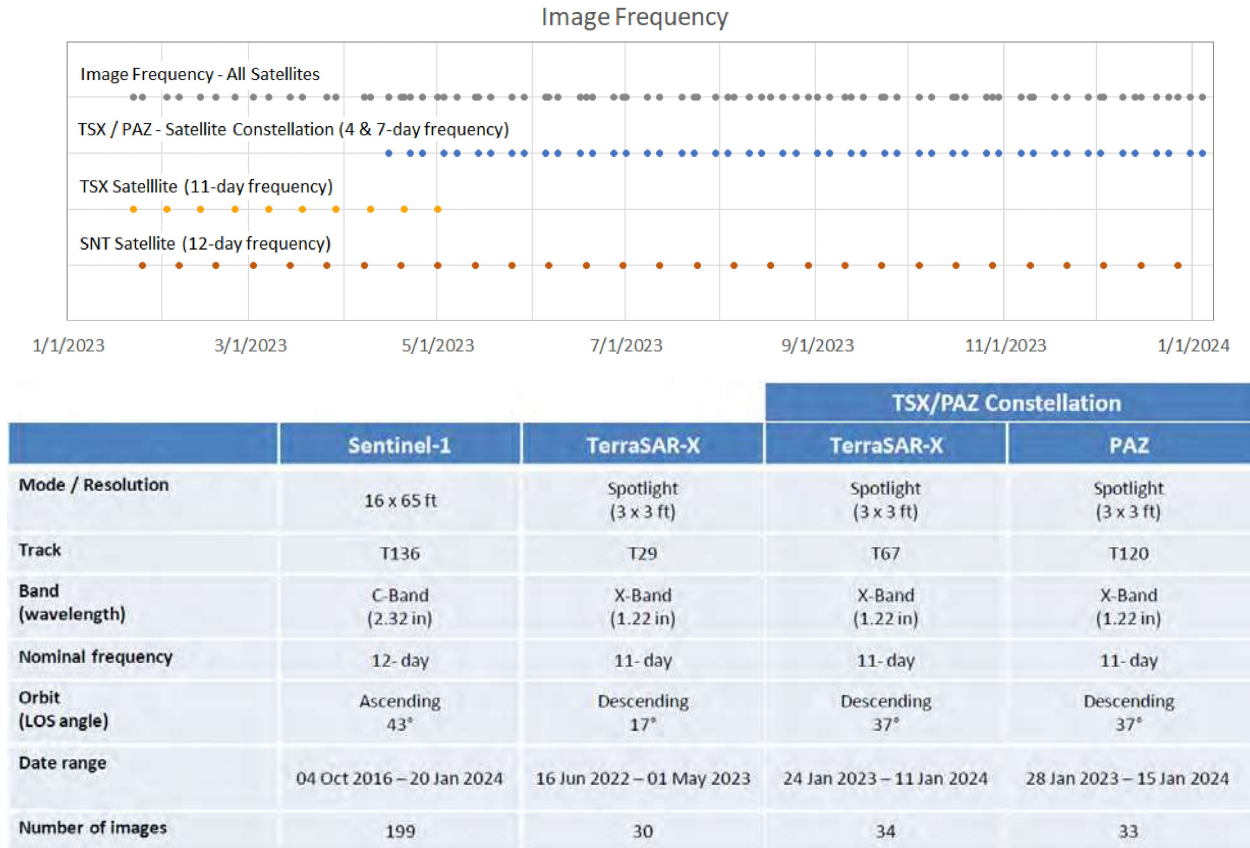 Image Frequency
Image Frequency - All Satellites
TSX / PAZ - Satellite Constellation (4 & 7-day frequency)
TSX Satelllite (11-day frequency)
SNT Satellite (12-day frequency)
1/1/2023 3/1/2023 5/1/2023 7/1/2023 9/1/2023 11/1/2023 1/1/2024
TSX/PAZ Constellation
Sentinel-1 TerraSAR-X TerraSAR-X PAZ
Mode / Resolution 16 x 65 ft Spotlight Spotlight Spotlight
(3 x 3 ft) (3 x 3 ft) (3 x 3 ft)
Track T136 T29 T67 T120
Band C-Band X-Band X-Band X-Band
(wavelength) (2.32 in) (1.22 in) (1.22 in) (1.22 in)
Nominal frequency 12- day 11- day 11- day 11- day
Orbit Ascending Descending Descending Descending
(LOS angle) 43° 17° 37° 37°
Date range 04 Oct 2016 – 20 Jan 2024 16 Jun 2022 – 01 May 2023 24 Jan 2023 – 11 Jan 2024 28 Jan 2023 – 15 Jan 2024
Number of images 199 30 34 33